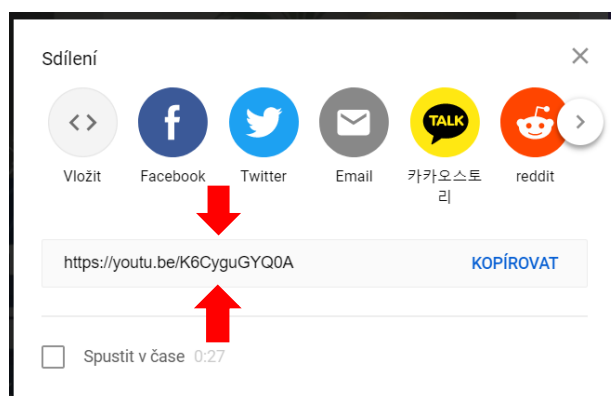 Sdílení
TALK
Vložit
Facebook
Twitter
Email
카카오스토
리
reddit
https://youtu.be/K6CyguGYQ0A
KOPÍROVAT
Spustit v čase 0:27